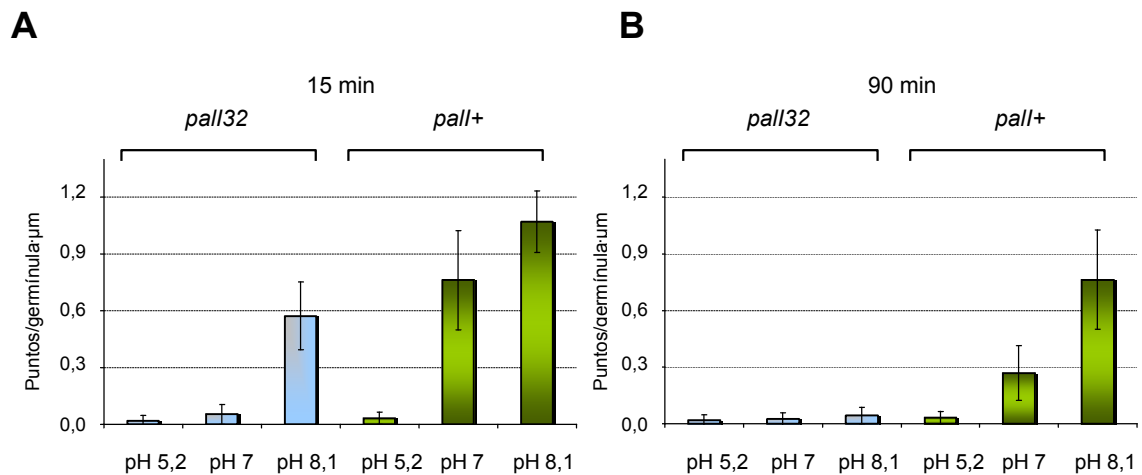 A
B
15 min
90 min
palI32
palI+
palI32
palI+
Puntos/germínula·µm
1,2
0,9
0,6
0,3
0,0
pH 5,2 pH 7 pH 8,1 pH 5,2 pH 7 pH 8,1
Puntos/germínula·µm
1,2
0,9
0,6
0,3
0,0
pH 5,2 pH 7 pH 8,1 pH 5,2 pH 7 pH 8,1